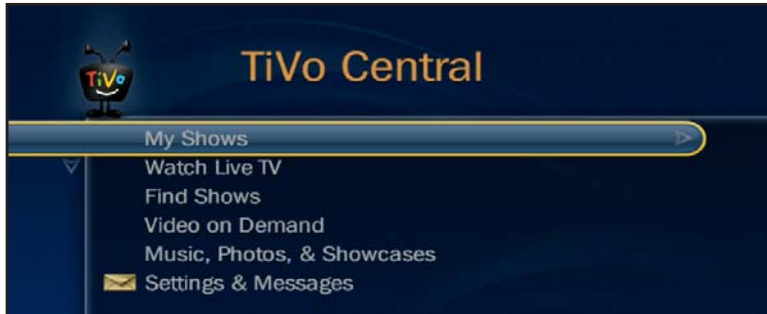 TiVo
TiVo Central
My Shows
Watch Live TV
Find Shows
Video on Demand
Music, Photos, & Showcases
Settings & Messages